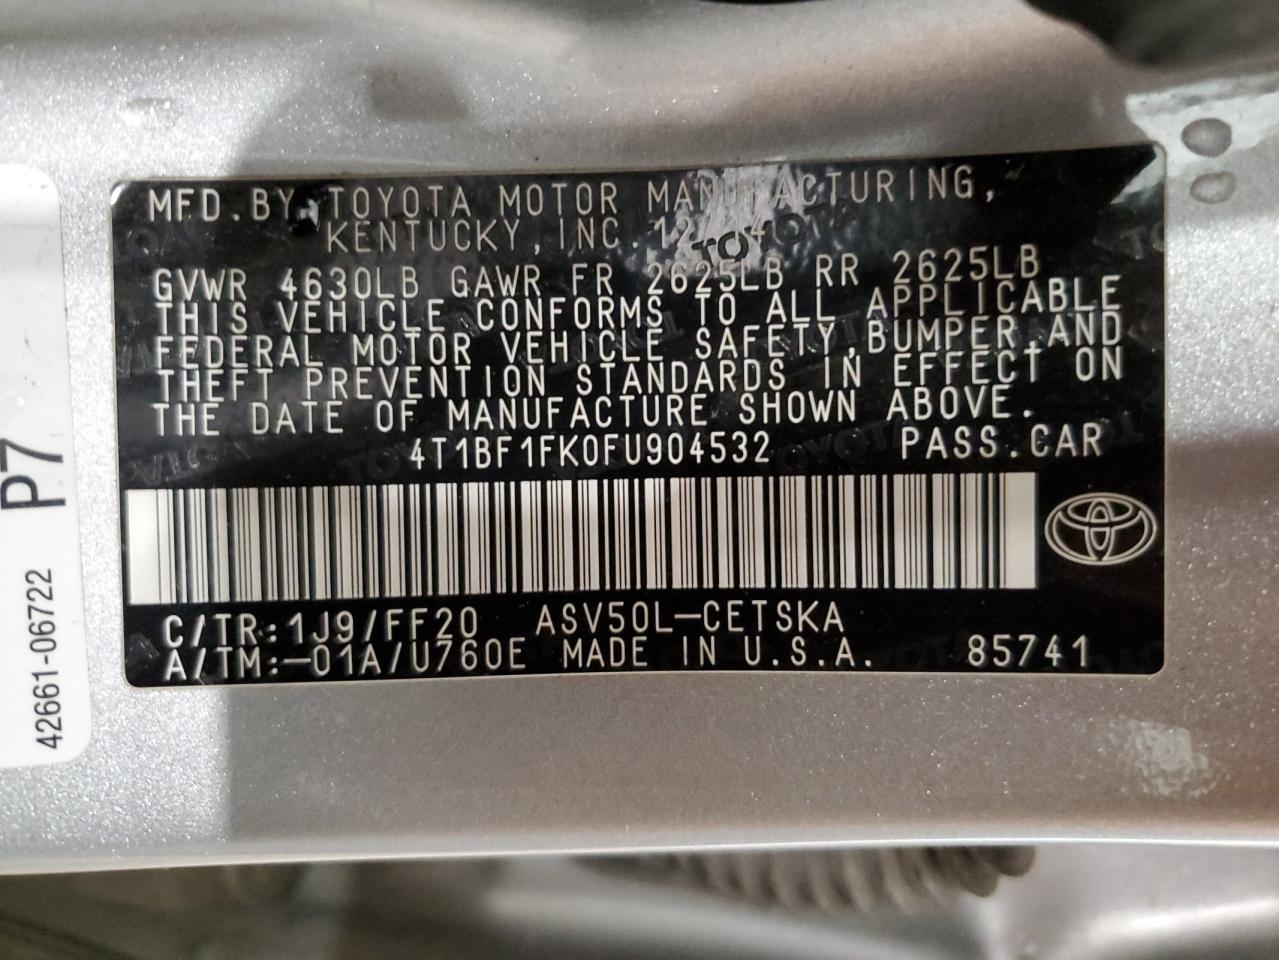 MFD.BY TOYOTA MOTOR MANUFACTURING,
KENTUCKY,INC.
GVWR 4630LB GAWR FR 2625LB RR 2625LB
THIS VEHICLE CONFORMS TO ALL APPLICABLE
FEDERAL MOTOR VEHICLE SAFETY,BUMPER,AND
THEFT PREVENTION STANDARDS IN EFFECT ON
THE DATE OF MANUFACTURE SHOWN ABOVE.
4T1BF1FK0FU904532 PASS.CAR
C/TR:1J9/FF20 ASV50L-CETSKA
A/TM:-01A/U760E MADE IN U.S.A. 85741
P7
42661-06722
TOYOTA